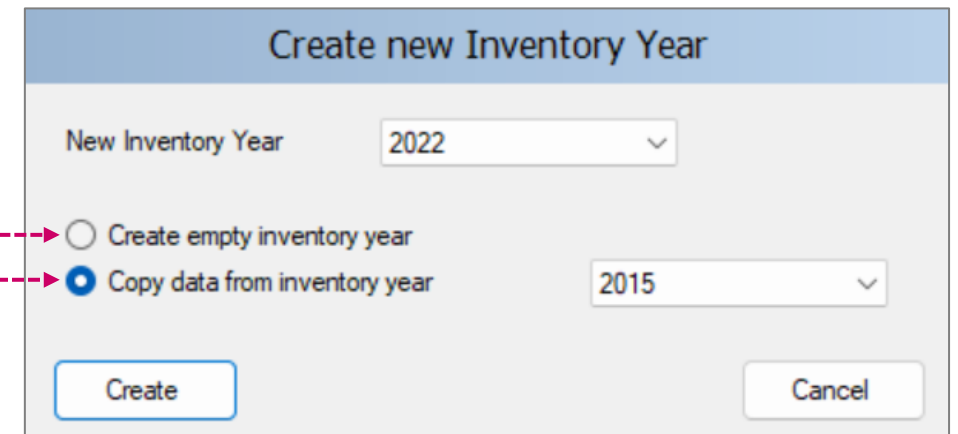 Create new Inventory Year
New Inventory Year 2022
Create empty inventory year
Copy data from inventory year 2015
Create Cancel